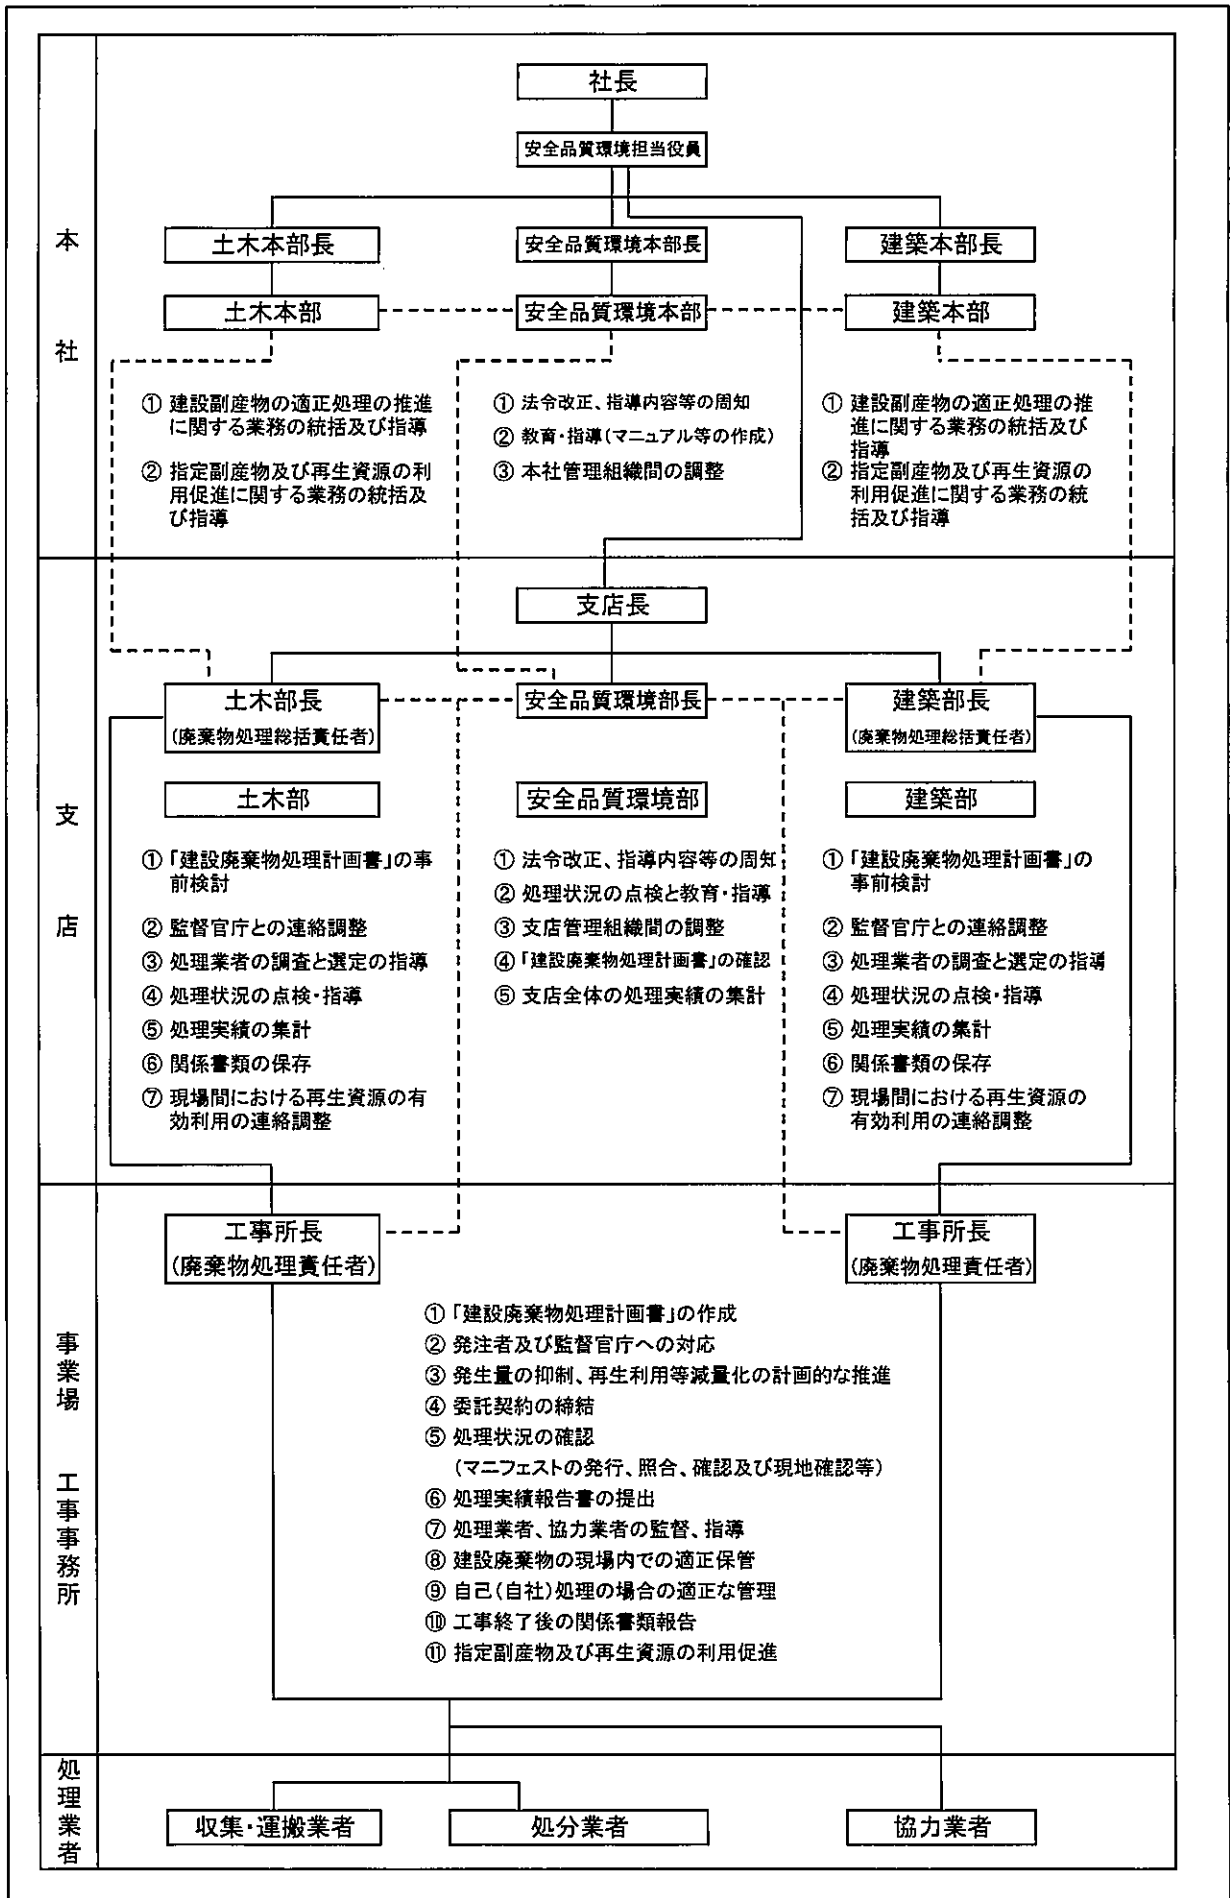 本社
社長
安全品質環境担当役員
土木本部長
安全品質環境本部長
建築本部長
土木本部
安全品質環境本部
建築本部
① 建設副産物の適正処理の推進
に関する業務の統括及び指導
② 指定副産物及び再生資源の利
用促進に関する業務の統括及
び指導
① 法令改正、指導内容等の周知
② 教育・指導(マニュアル等の作成)
③ 本社管理組織間の調整
① 建設副産物の適正処理の推
進に関する業務の統括及び
指導
② 指定副産物及び再生資源の
利用促進に関する業務の統
括及び指導
支店
支店長
土木部長
(廃棄物処理総括責任者)
安全品質環境部長
建築部長
(廃棄物処理総括責任者)
土木部
安全品質環境部
建築部
① 「建設廃棄物処理計画書」の事
前検討
② 監督官庁との連絡調整
③ 処理業者の調査と選定の指導
④ 処理状況の点検・指導
⑤ 処理実績の集計
⑥ 関係書類の保存
⑦ 現場間における再生資源の有
効利用の連絡調整
① 法令改正、指導内容等の周知
② 処理状況の点検と教育・指導
③ 支店管理組織間の調整
④ 「建設廃棄物処理計画書」の確認
⑤ 支店全体の処理実績の集計
① 「建設廃棄物処理計画書」の
事前検討
② 監督官庁との連絡調整
③ 処理業者の調査と選定の指導
④ 処理状況の点検・指導
⑤ 処理実績の集計
⑥ 関係書類の保存
⑦ 現場間における再生資源の
有効利用の連絡調整
事業場 工事事務所
工事所長
(廃棄物処理責任者)
工事所長
(廃棄物処理責任者)
① 「建設廃棄物処理計画書」の作成
② 発注者及び監督官庁への対応
③ 発生量の抑制、再生利用等減量化の計画的な推進
④ 委託契約の締結
⑤ 処理状況の確認
(マニフェストの発行、照合、確認及び現地確認等)
⑥ 処理実績報告書の提出
⑦ 処理業者、協力業者の監督、指導
⑧ 建設廃棄物の現場内での適正保管
⑨ 自己(自社)処理の場合の適正な管理
⑩ 工事終了後の関係書類報告
⑪ 指定副産物及び再生資源の利用促進
処理業者
収集・運搬業者
処分業者
協力業者